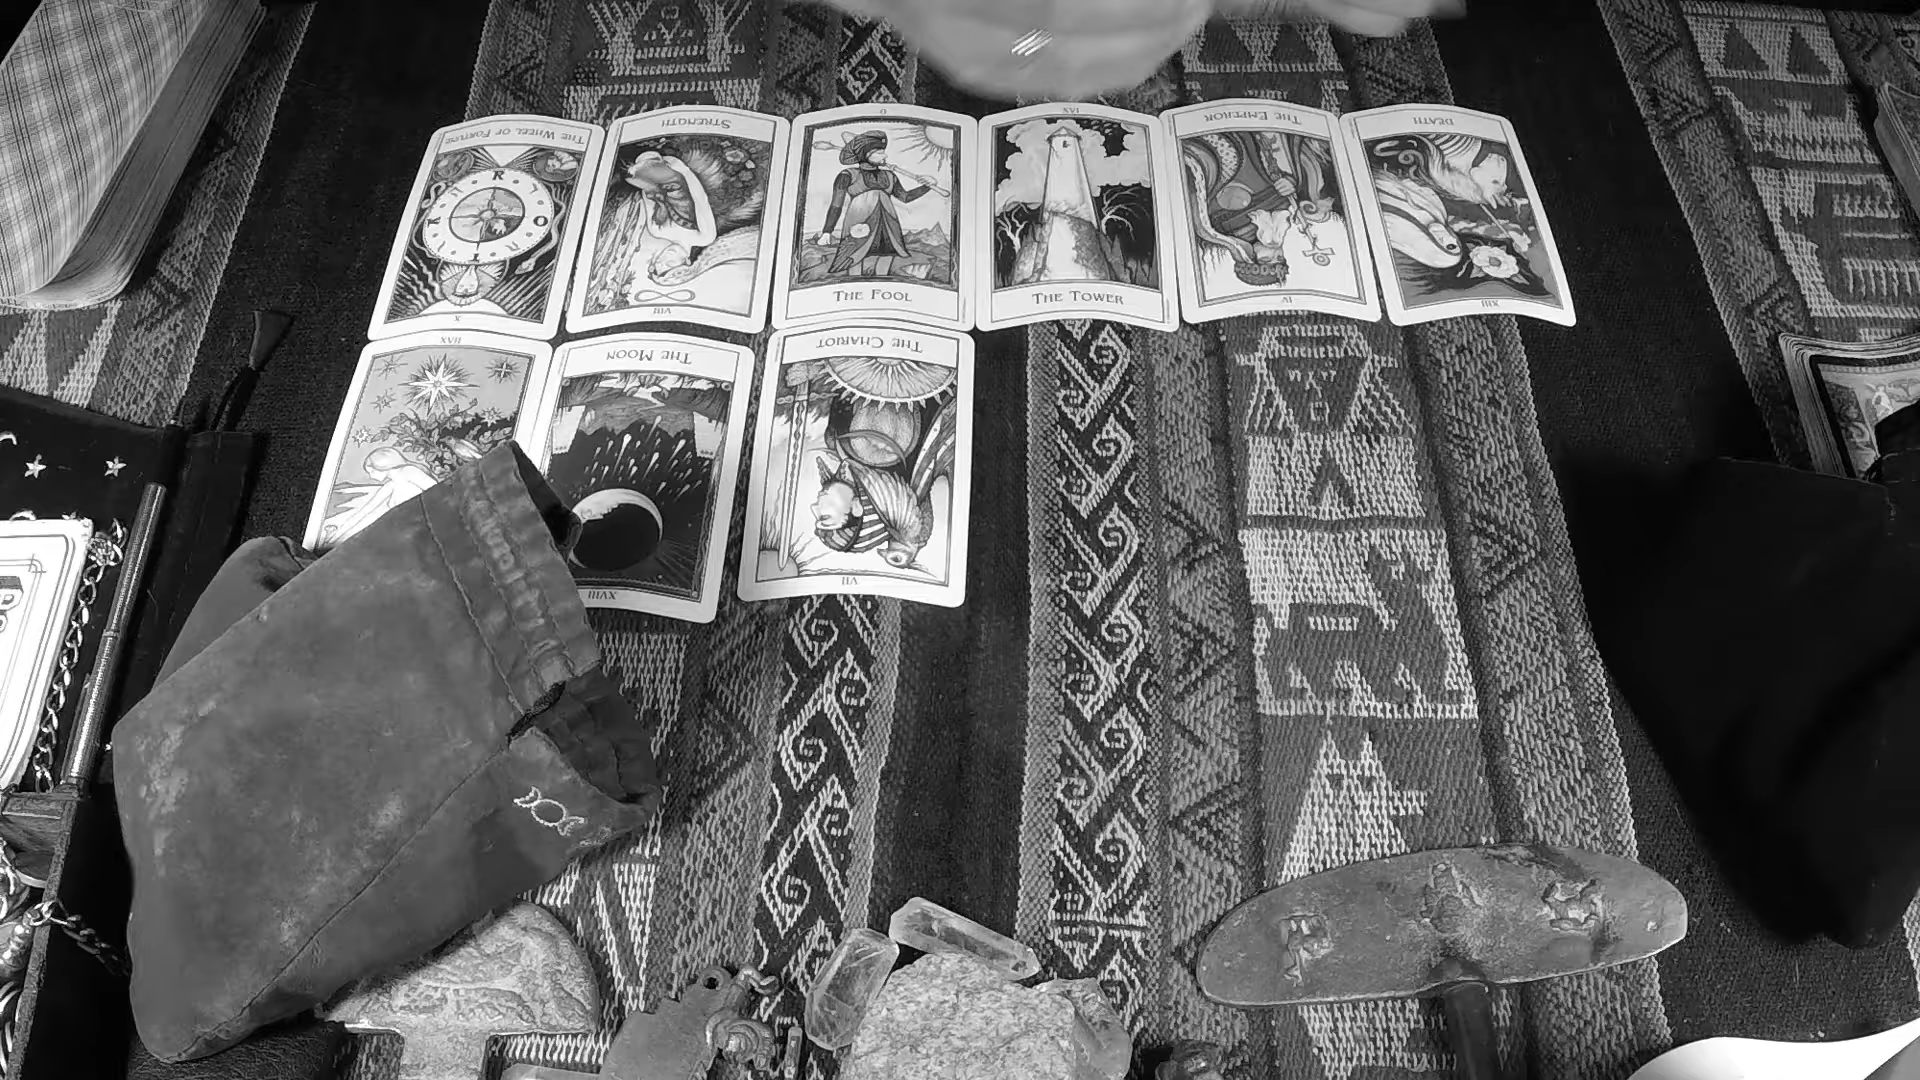 THE WHEEL OF FORTUNE
X
STRENGTH
VIII
0
THE FOOL
XVI
THE TOWER
THE EMPEROR
IV
DEATH
XIII
XVII
THE MOON
XVIII
THE CHARIOT
VII